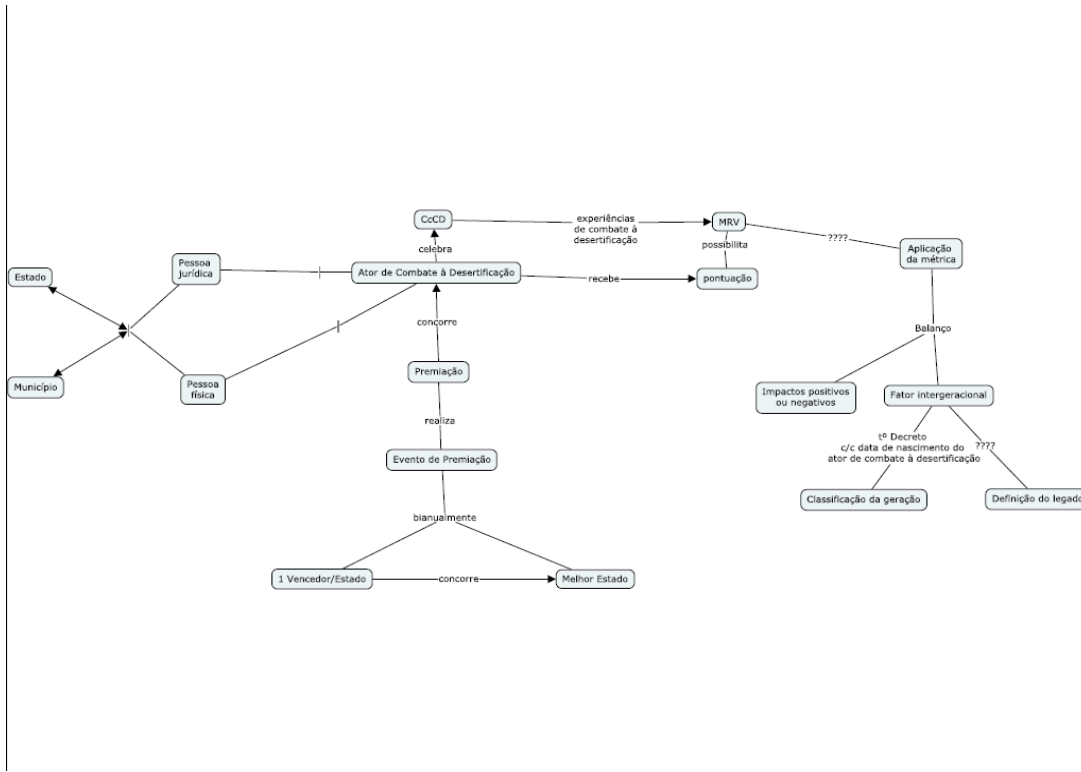 CcCD
experiências
de combate à
desertificação
MRV
????
Aplicação
da métrica
celebra
possibilita
Pessoa
jurídica
Ator de Combate à Desertificação
recebe
pontuação
Estado
|
|
|
concorre
Balanço
Município
Pessoa
física
Premiação
Impactos positivos
ou negativos
Fator intergeracional
realiza
tº Decreto
c/c data de nascimento do
ator de combate à desertificação
????
Evento de Premiação
Classificação da geração
Definição do legado
bianualmente
1 Vencedor/Estado
concorre
Melhor Estado